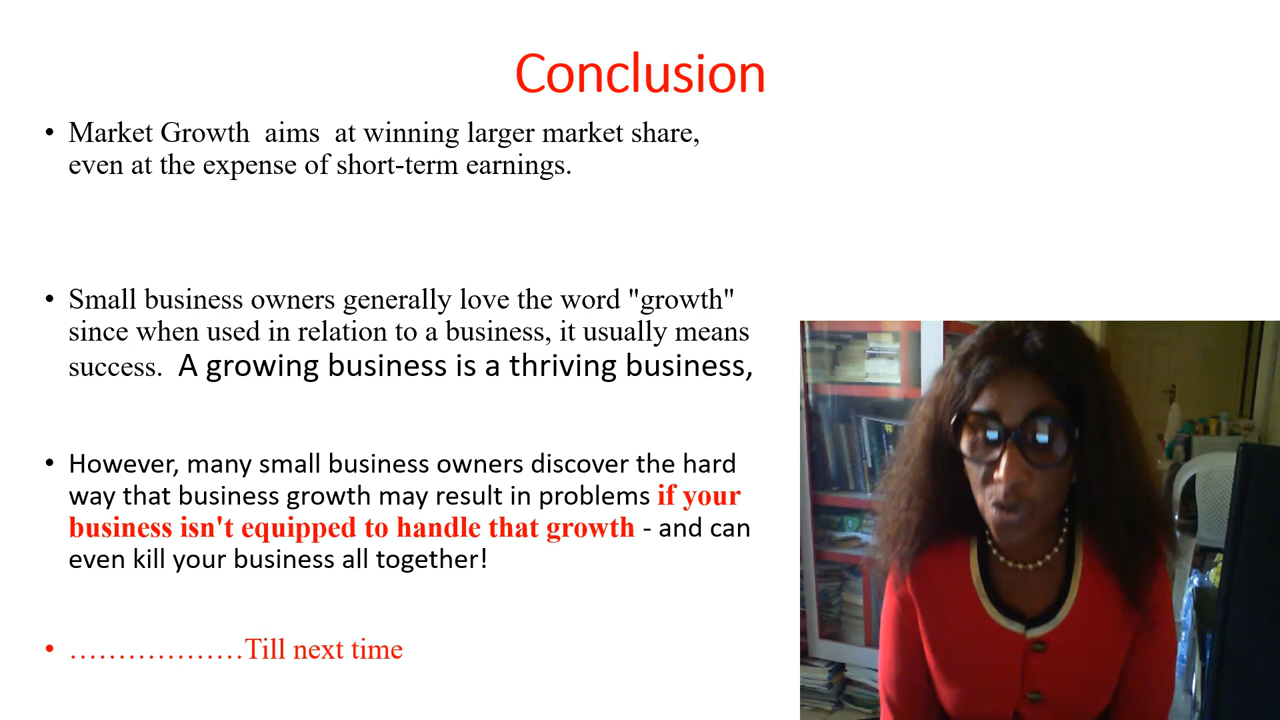 Conclusion
• Market Growth  aims  at winning larger market share,
even at the expense of short-term earnings.
• Small business owners generally love the word "growth"
since when used in relation to a business, it usually means
success.  A growing business is a thriving business,
• However, many small business owners discover the hard
way that business growth may result in problems if your
business isn't equipped to handle that growth - and can
even kill your business all together!
• ………………Till next time